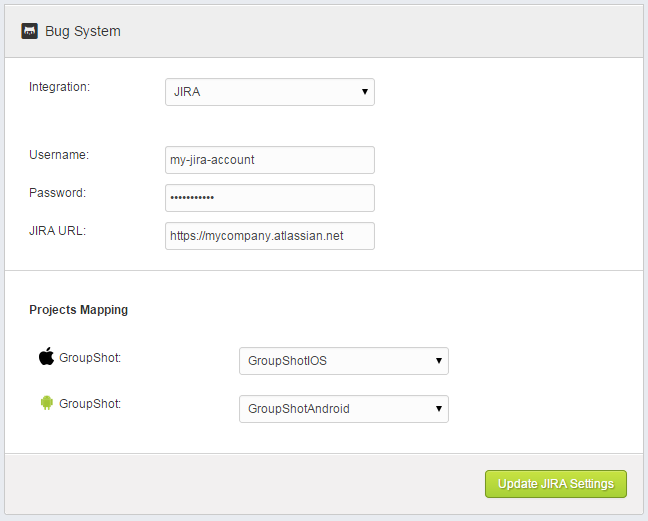 Bug System
Integration: JIRA
Username: my-jira-account
Password: •••••••••••
JIRA URL: https://mycompany.atlassian.net
Projects Mapping
GroupShot: GroupShotIOS
GroupShot: GroupShotAndroid
Update JIRA Settings